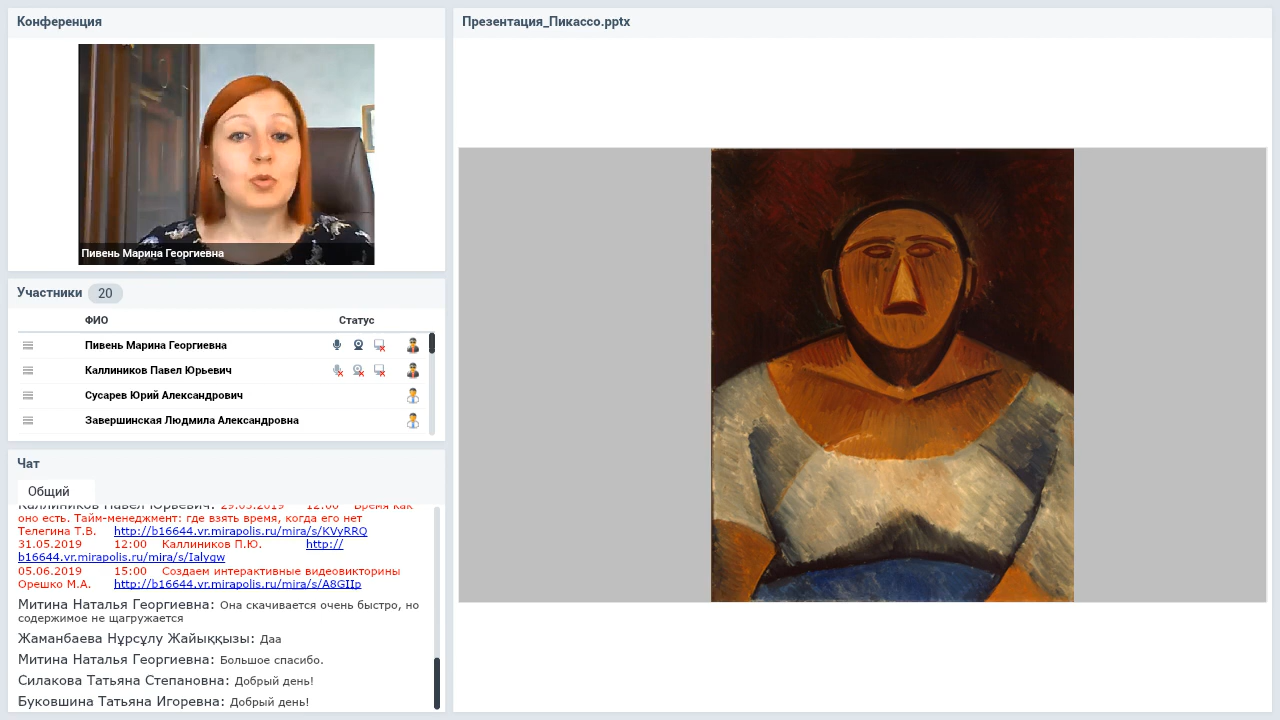 Конференция
Пивень Марина Георгиевна
Участники 20
ФИО Статус
Пивень Марина Георгиевна
Каллиников Павел Юрьевич
Сусарев Юрий Александрович
Завершинская Людмила Александровна
Чат
Общий
Каллиников Павел Юрьевич: 29.05.2019 12:00 Время как
оно есть. Тайм-менеджмент: где взять время, когда его нет
Телегина Т.В. http://b16644.vr.mirapolis.ru/mira/s/KVyRRQ
31.05.2019 12:00 Каллиников П.Ю. http://
b16644.vr.mirapolis.ru/mira/s/Ialyqw
05.06.2019 15:00 Создаем интерактивные видеовикторины
Орешко М.А. http://b16644.vr.mirapolis.ru/mira/s/A8GIIp
Митина Наталья Георгиевна: Она скачивается очень быстро, но
содержимое не щагружается
Жаманбаева Нұрсұлу Жайыққызы: Даа
Митина Наталья Георгиевна: Большое спасибо.
Силакова Татьяна Степановна: Добрый день!
Буковшина Татьяна Игоревна: Добрый день!
Презентация_Пикассо.pptx